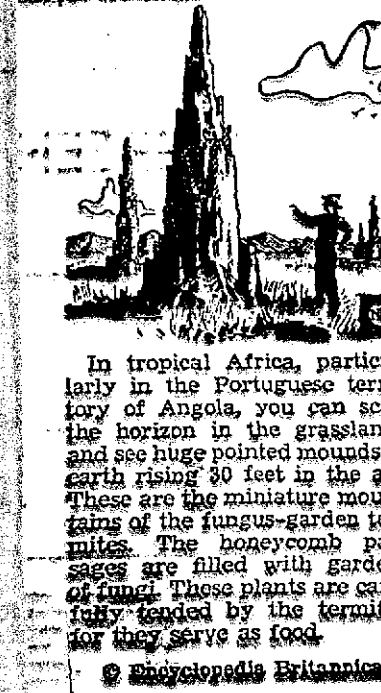 In tropical Africa, partic
larly in the Portuguese terr
tory of Angola, you can sc
the horizon in the grasslan
and see huge pointed mounds
earth rising 30 feet in the a
These are the miniature mou
tains of the fungus-garden te
mites. The honeycomb pa
sages are filled with garde
of fungi. These plants are ca
fully tended by the termit
for they serve as food.
© Encyclopedia Britannica